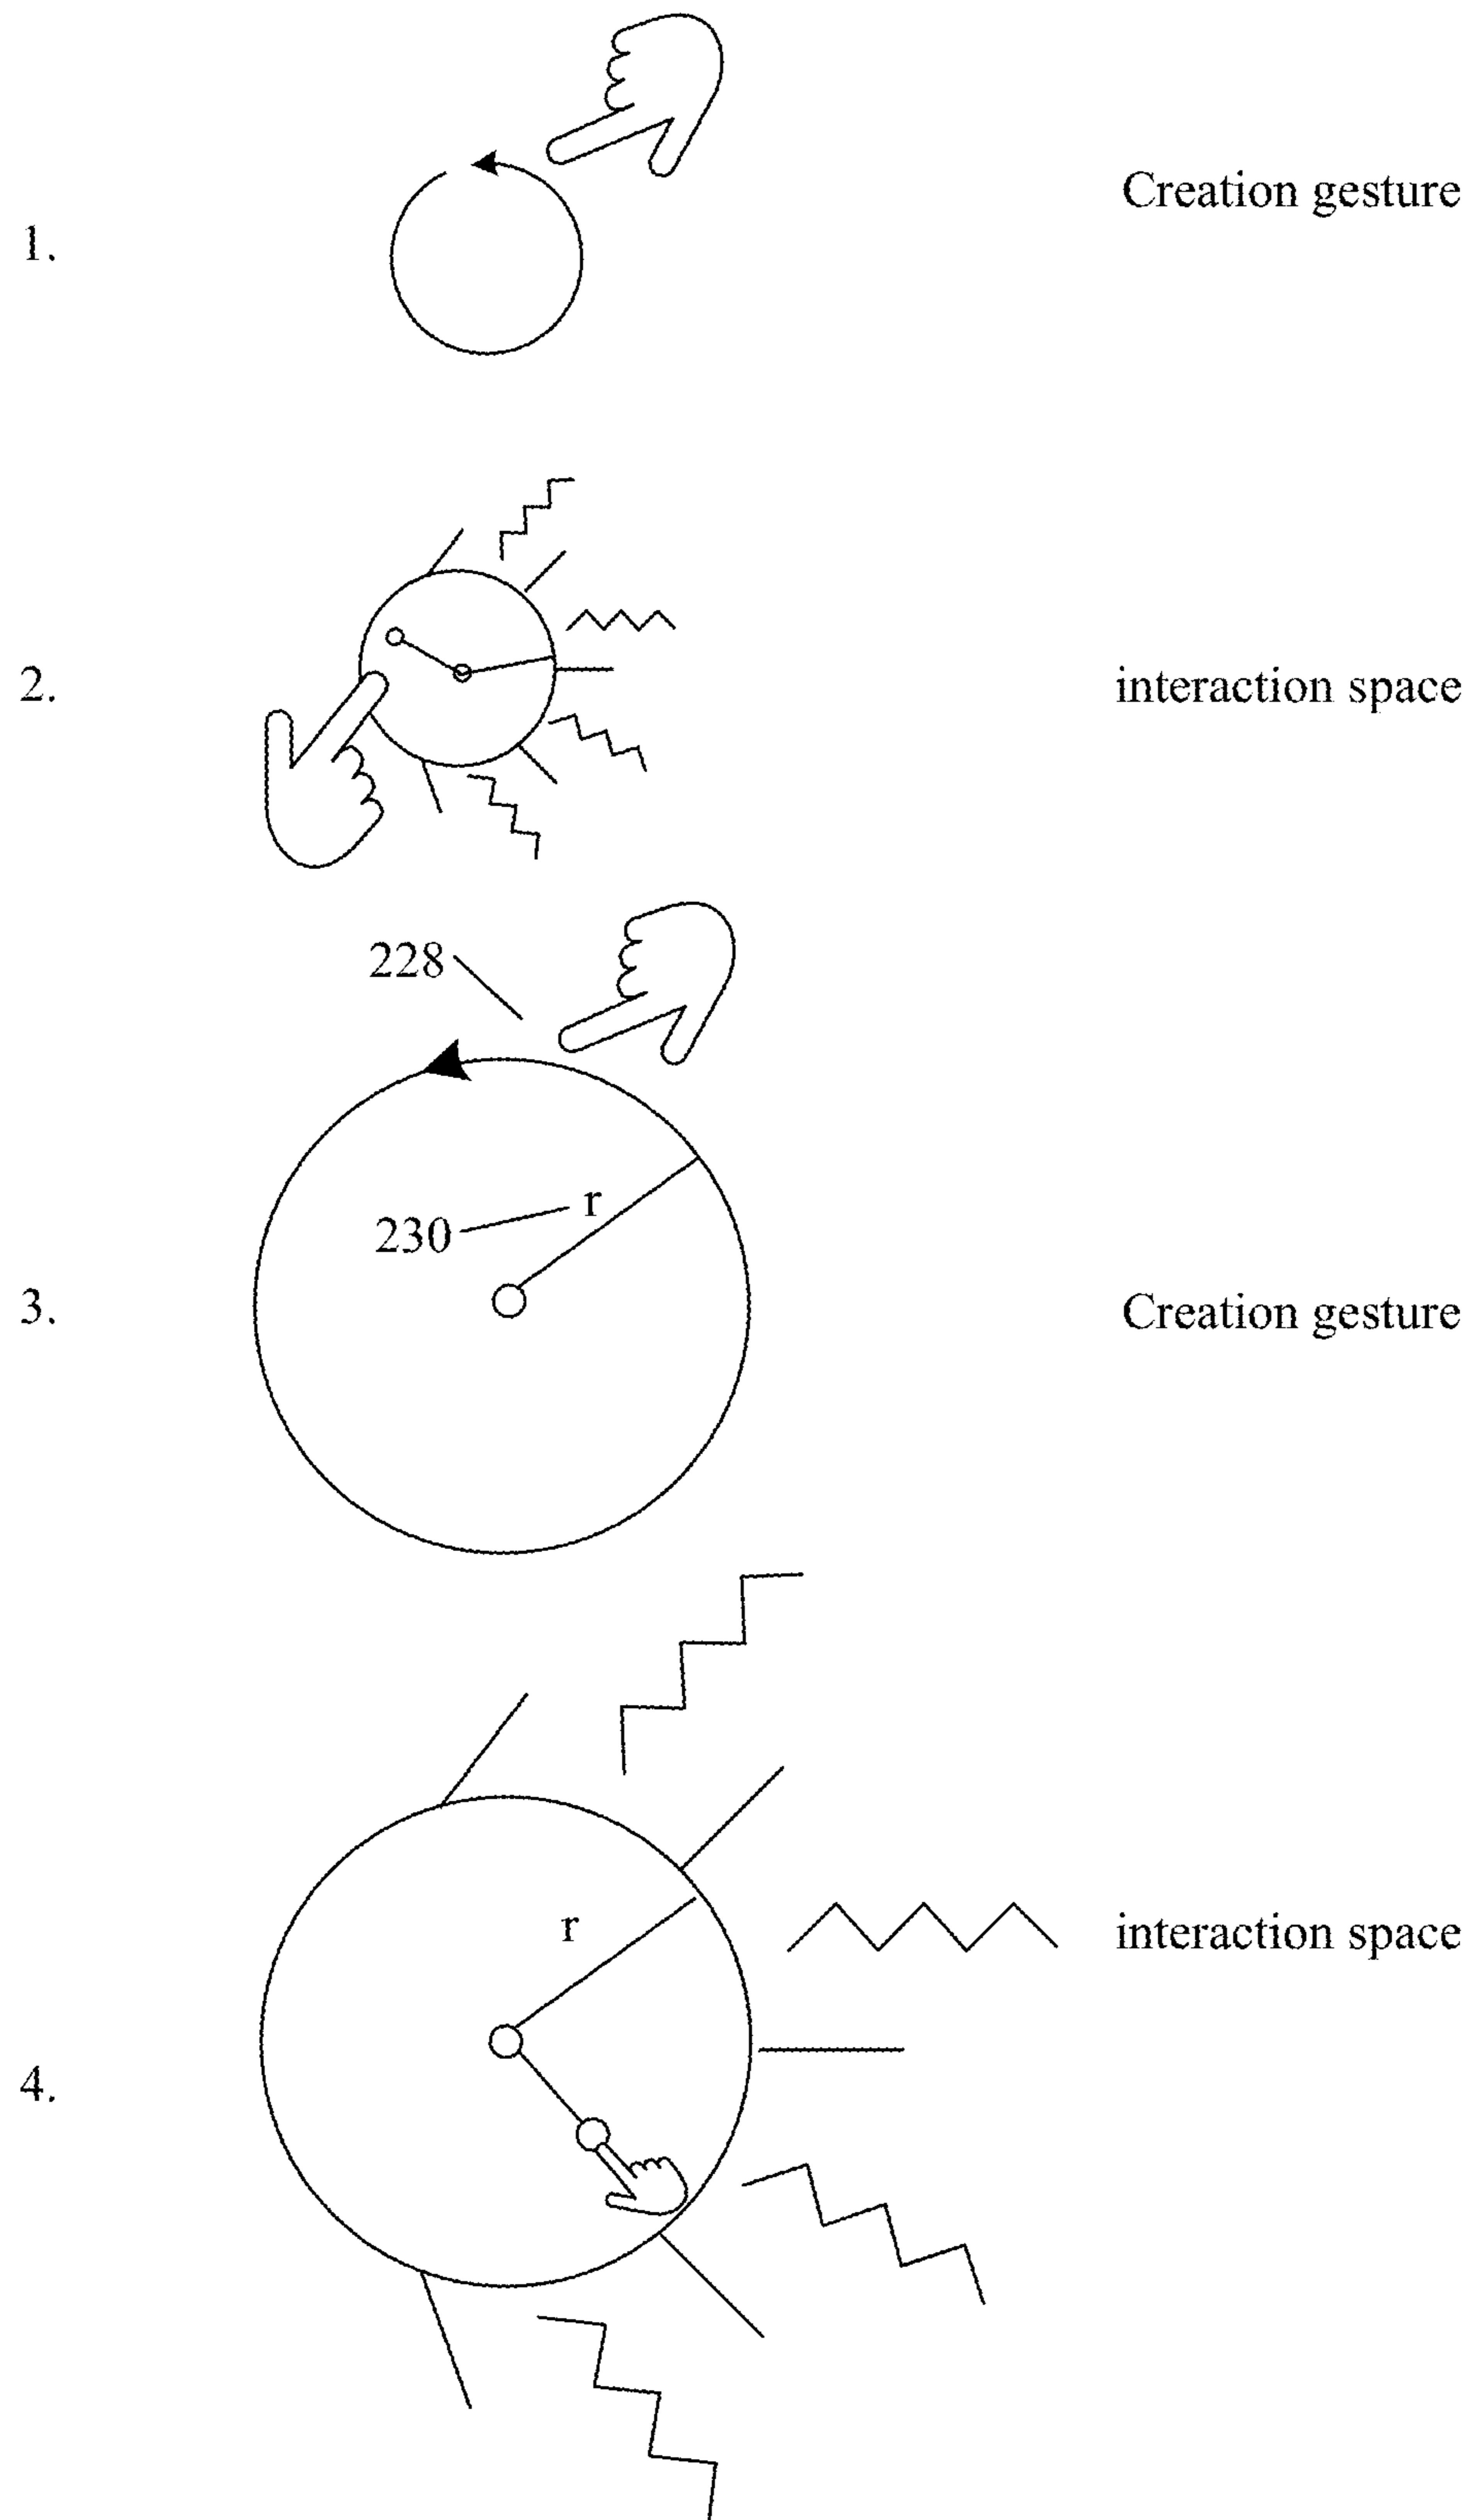 Creation gesture
1.
2.
interaction space
228
230
r
3.
Creation gesture
r
interaction space
4.